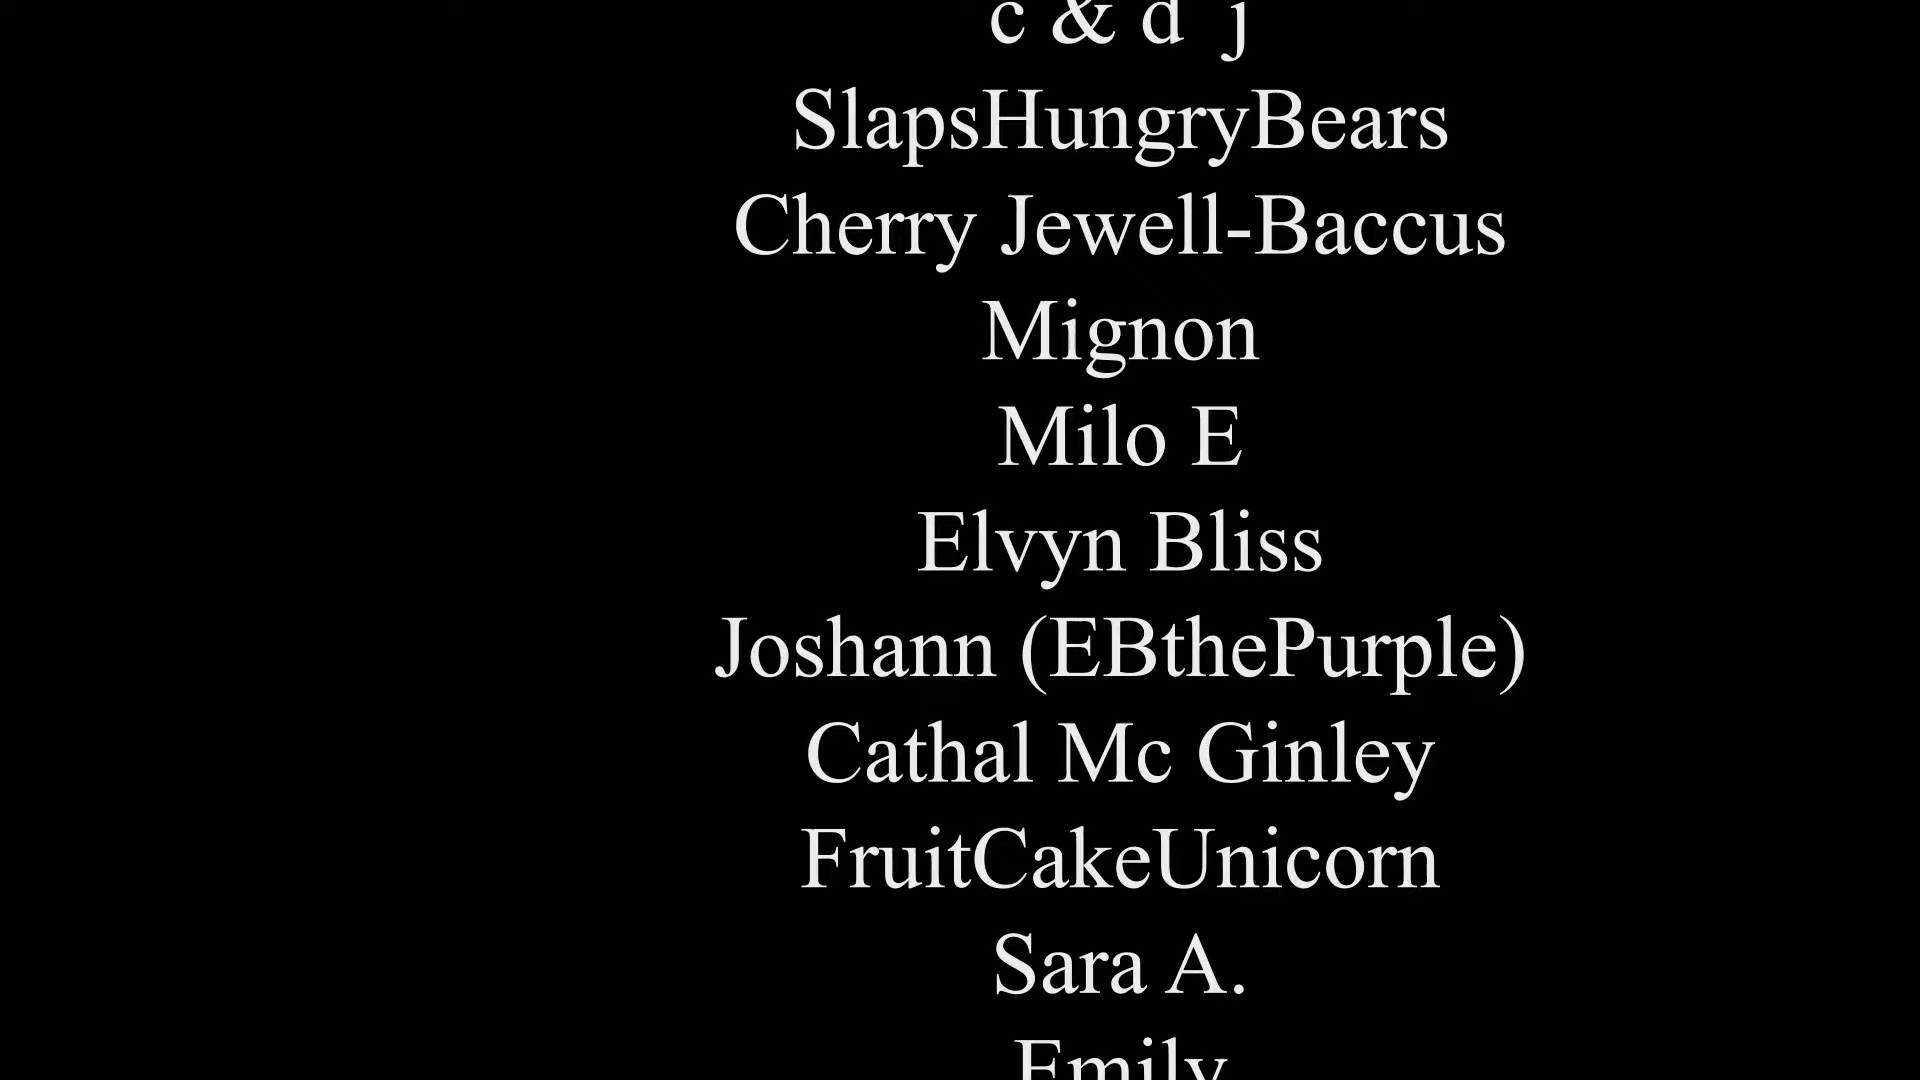 c & d j
SlapsHungryBears
Cherry Jewell-Baccus
Mignon
Milo E
Elvyn Bliss
Joshann (EBthePurple)
Cathal Mc Ginley
FruitCakeUnicorn
Sara A.
Emily